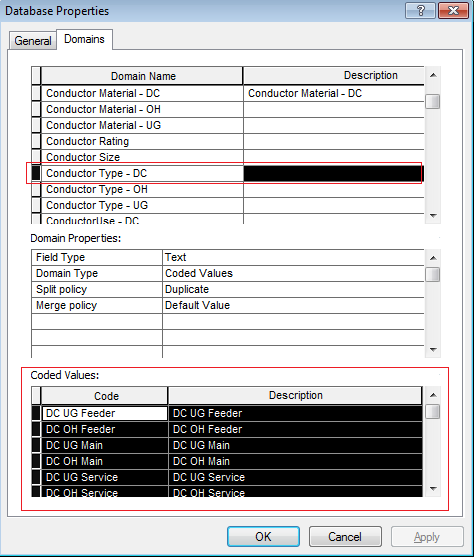 Database Properties
General Domains
Domain Name Description
Conductor Material - DC Conductor Material - DC
Conductor Material - OH
Conductor Material - UG
Conductor Rating
Conductor Size
Conductor Type - DC
Conductor Type - OH
Conductor Type - UG
ConductorUse - DC
Domain Properties:
Field Type Text
Domain Type Coded Values
Split policy Duplicate
Merge policy Default Value
Coded Values:
Code Description
DC UG Feeder DC UG Feeder
DC OH Feeder DC OH Feeder
DC UG Main DC UG Main
DC OH Main DC OH Main
DC UG Service DC UG Service
DC OH Service DC OH Service
OK Cancel Apply